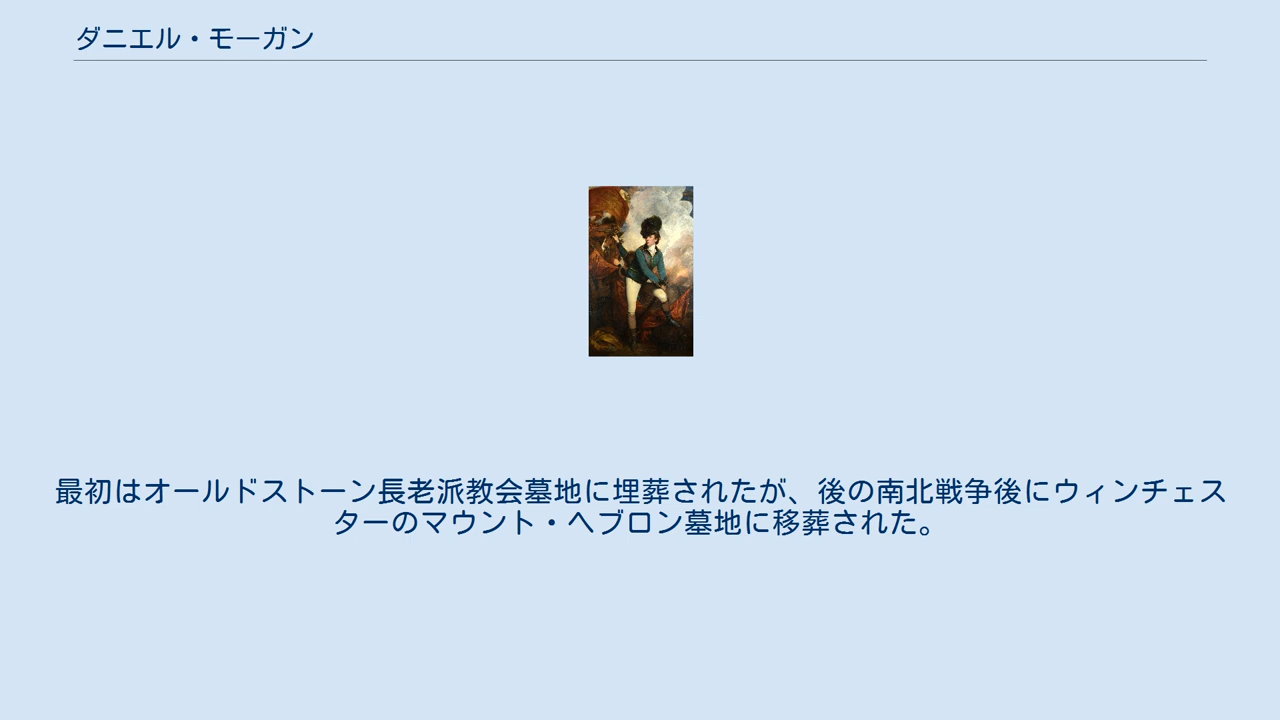 ダニエル・モーガン
最初はオールドストーン長老派教会墓地に埋葬されたが、後の南北戦争後にウィンチェス
ターのマウント・ヘブロン墓地に移葬された。